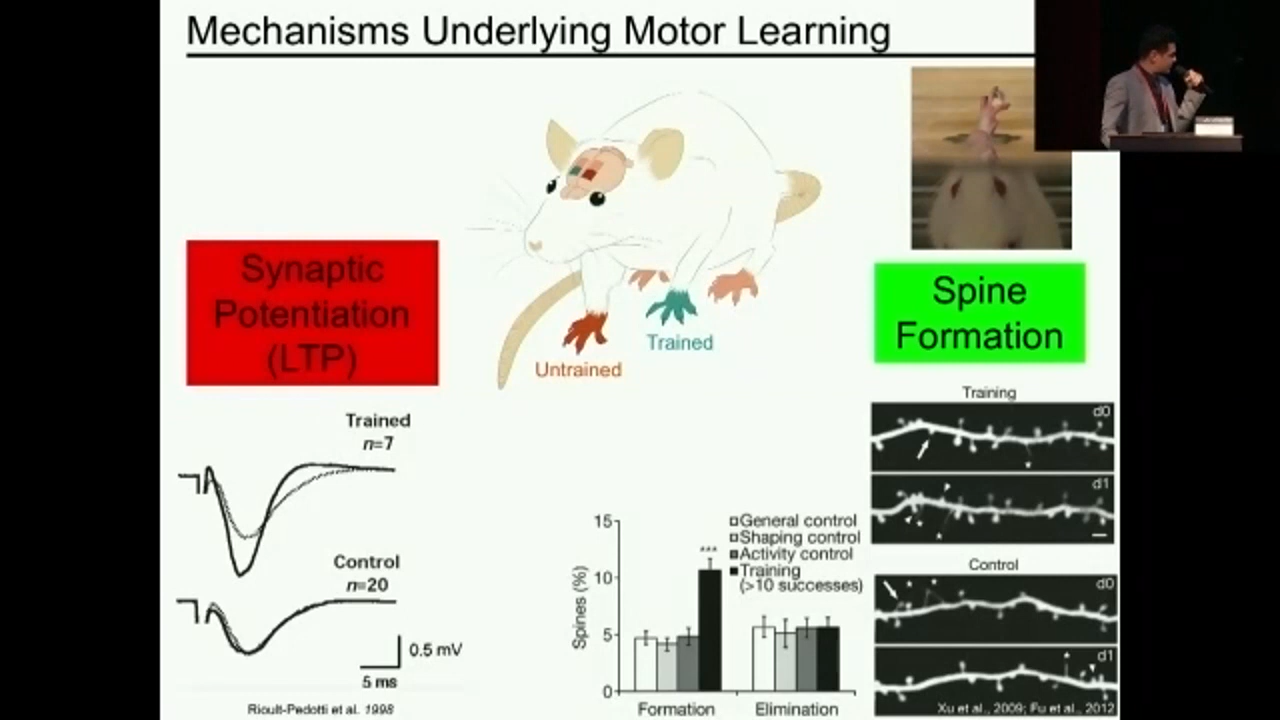 Mechanisms Underlying Motor Learning
Synaptic
Potentiation
(LTP)
Untrained
Trained
Spine
Formation
Trained
n=7
Control
n=20
0.5 mV
5 ms
Rioult-Pedotti et al. 1998
15
10
5
0
Spines (%)
***
General control
Shaping control
Activity control
Training
(>10 successes)
Formation
Elimination
Training
d0
d1
Control
d0
d1
Xu et al., 2009; Fu et al., 2012